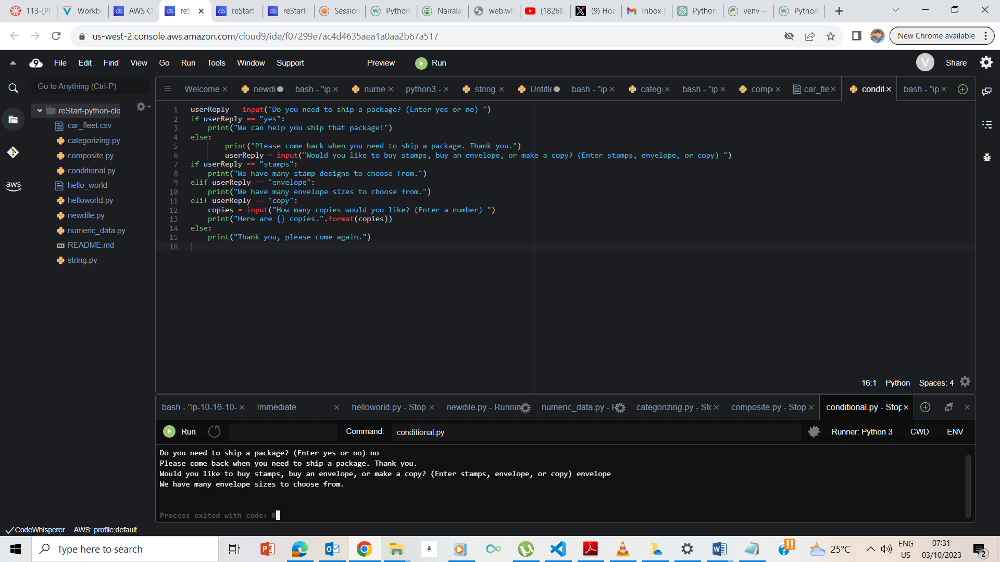 113-[PF
Workbe
AWS Cl
reS
reStart-
reStart-
Session
Python
Nairalan
web.wh
(18268)
(9) Hon
Inbox (
Python
venv —
Python
us-west-2.console.aws.amazon.com/cloud9/ide/f07299e7ac4d4635aea1a0aa2b67a517
New Chrome available
File Edit Find View Go Run Tools Window Support Preview Run
V Share
Go to Anything (Ctrl-P)
Welcome newdi bash - "ip nume python3 - string Untitle bash - "ip categ bash - "ip comp car_fle condit bash - "ip
reStart-python-clo
car_fleet.csv
categorizing.py
composite.py
conditional.py
hello_world
helloworld.py
newdile.py
numeric_data.py
README.md
string.py
aws
1 userReply = input("Do you need to ship a package? (Enter yes or no) ")
2 if userReply == "yes":
3     print("We can help you ship that package!")
4 else:
5         print("Please come back when you need to ship a package. Thank you.")
6         userReply = input("Would you like to buy stamps, buy an envelope, or make a copy? (Enter stamps, envelope, or copy) ")
7 if userReply == "stamps":
8     print("We have many stamp designs to choose from.")
9 elif userReply == "envelope":
10     print("We have many envelope sizes to choose from.")
11 elif userReply == "copy":
12     copies = input("How many copies would you like? (Enter a number) ")
13     print("Here are {} copies.".format(copies))
14 else:
15     print("Thank you, please come again.")
16
16:1 Python Spaces: 4
bash - "ip-10-16-10- Immediate helloworld.py - Stop newdile.py - Runnin numeric_data.py - R categorizing.py - Sto composite.py - Stop conditional.py - Stop
Run Command: conditional.py Runner: Python 3 CWD ENV
Do you need to ship a package? (Enter yes or no) no
Please come back when you need to ship a package. Thank you.
Would you like to buy stamps, buy an envelope, or make a copy? (Enter stamps, envelope, or copy) envelope
We have many envelope sizes to choose from.
Process exited with code: 0
CodeWhisperer AWS: profile:default
Type here to search
25°C
ENG
US
07:31
03/10/2023
2